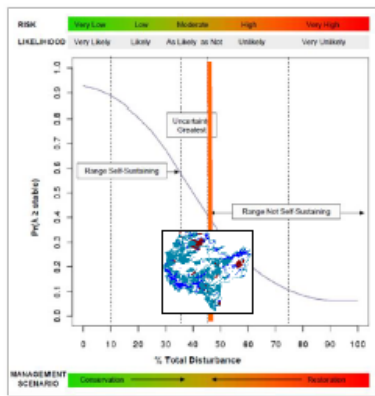 RISK Very Low Low Moderate High Very High
LIKELIHOOD Very Likely Likely As Likely as Not Unlikely Very Unlikely
1.0
0.9
0.8
0.7
0.6
0.5
0.4
0.3
0.2
0.1
0.0
Pr(λ ≥ stable)
Greatest
Range Self-Sustaining
Range Not Self-Sustaining
0 10 20 30 40 50 60 70 80 90 100
% Total Disturbance
MANAGEMENT
SCENARIO
Conservation Restoration